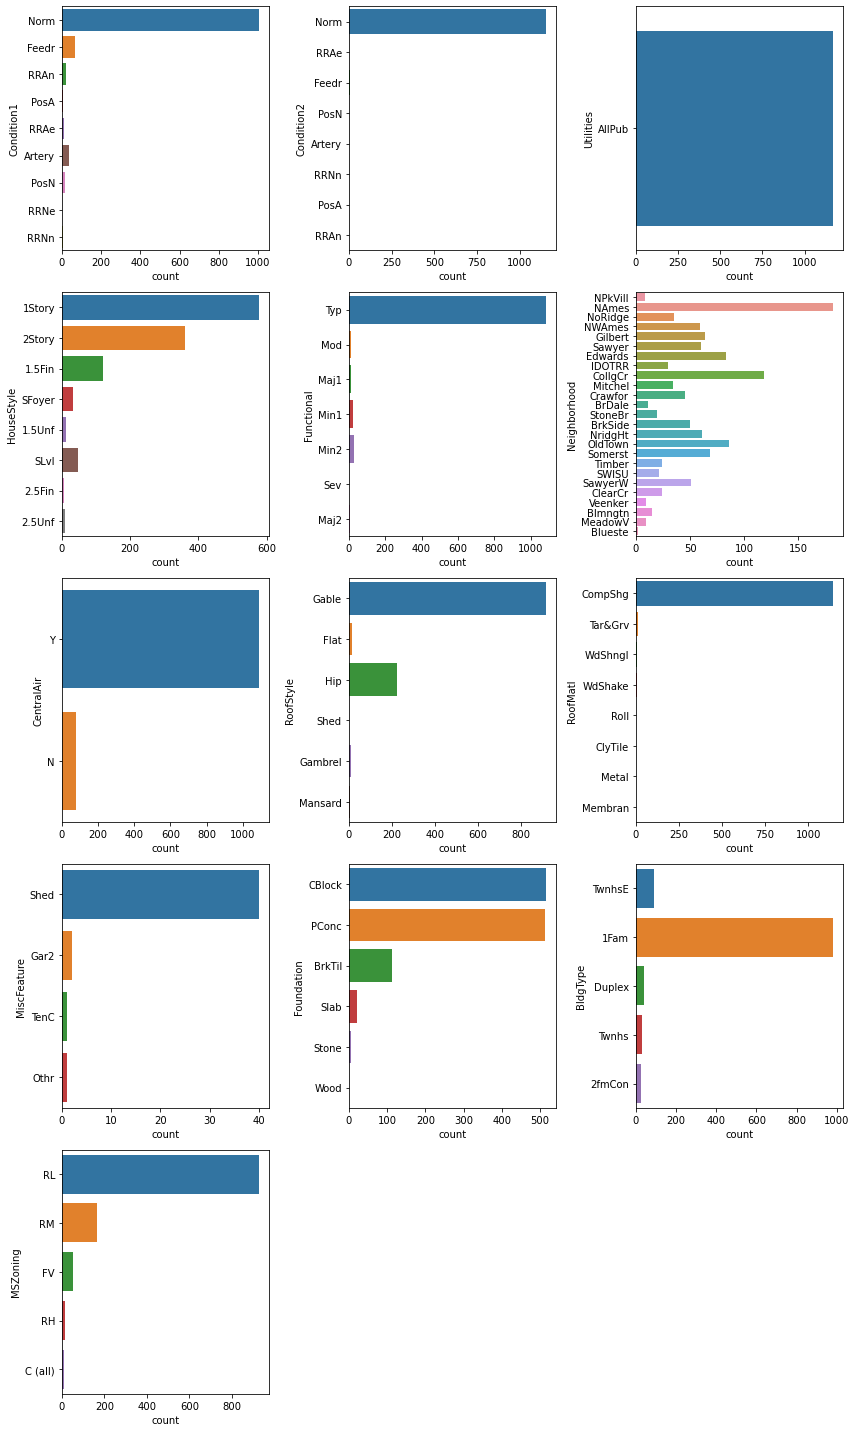 Condition1
Norm
Feedr
RRAn
PosA
RRAe
Artery
PosN
RRNe
RRNn
0 200 400 600 800 1000
count
Condition2
Norm
RRAe
Feedr
PosN
Artery
RRNn
PosA
RRAn
0 200 400 600 800 1000
count
Utilities
AllPub
0 250 500 750 1000
count
HouseStyle
1Story
2Story
1.5Fin
SFoyer
1.5Unf
SLvl
2.5Fin
2.5Unf
0 200 400 600
count
Functional
Typ
Mod
Maj1
Min1
Min2
Sev
Maj2
0 200 400 600 800 1000
count
Neighborhood
NPkVill
NAmes
NoRidge
NWAmes
Gilbert
Sawyer
Edwards
IDOTRR
CollgCr
Mitchel
Crawfor
BrDale
StoneBr
BrkSide
NridgHt
OldTown
Somerst
Timber
SWISU
SawyerW
ClearCr
Veenker
Blmngtn
MeadowV
Blueste
0 50 100 150
count
CentralAir
Y
N
0 200 400 600 800 1000
count
RoofStyle
Gable
Flat
Hip
Shed
Gambrel
Mansard
0 200 400 600 800
count
RoofMatl
CompShg
Tar&Grv
WdShngl
WdShake
Roll
ClyTile
Metal
Membran
0 250 500 750 1000
count
MiscFeature
Shed
Gar2
TenC
Othr
0 10 20 30 40
count
Foundation
CBlock
PConc
BrkTil
Slab
Stone
Wood
0 100 200 300 400 500
count
BldgType
TwnhsE
1Fam
Duplex
Twnhs
2fmCon
0 200 400 600 800 1000
count
MSZoning
RL
RM
FV
RH
C (all)
0 200 400 600 800
count